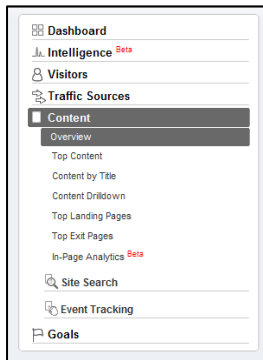 Dashboard
Intelligence Beta
Visitors
Traffic Sources
Content
Overview
Top Content
Content by Title
Content Drilldown
Top Landing Pages
Top Exit Pages
In-Page Analytics Beta
Site Search
Event Tracking
Goals